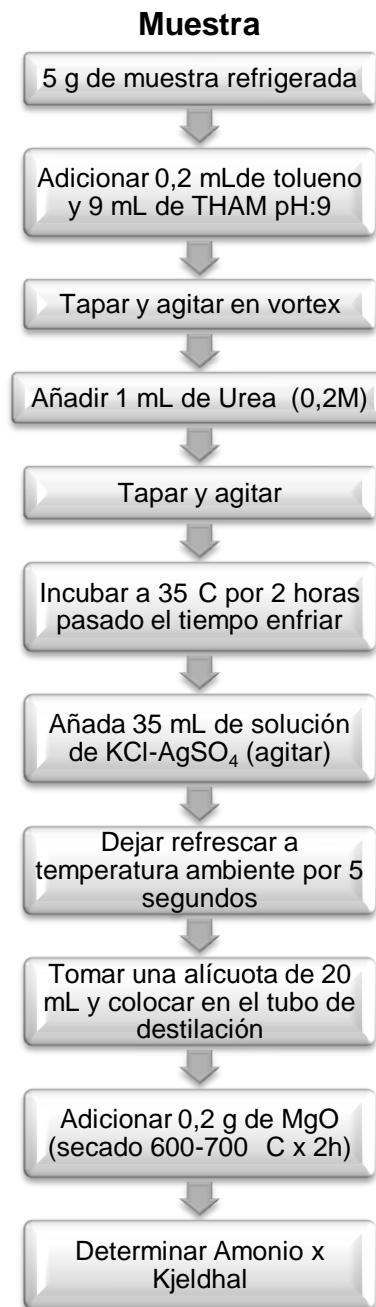 Muestra
5 g de muestra refrigerada
Adicionar 0,2 mLde tolueno
y 9 mL de THAM pH:9
Tapar y agitar en vortex
Añadir 1 mL de Urea (0,2M)
Tapar y agitar
Incubar a 35 C por 2 horas
pasado el tiempo enfriar
Añada 35 mL de solución
de KCl-AgSO₄ (agitar)
Dejar refrescar a
temperatura ambiente por 5
segundos
Tomar una alícuota de 20
mL y colocar en el tubo de
destilación
Adicionar 0,2 g de MgO
(secado 600-700 C x 2h)
Determinar Amonio x
Kjeldhal